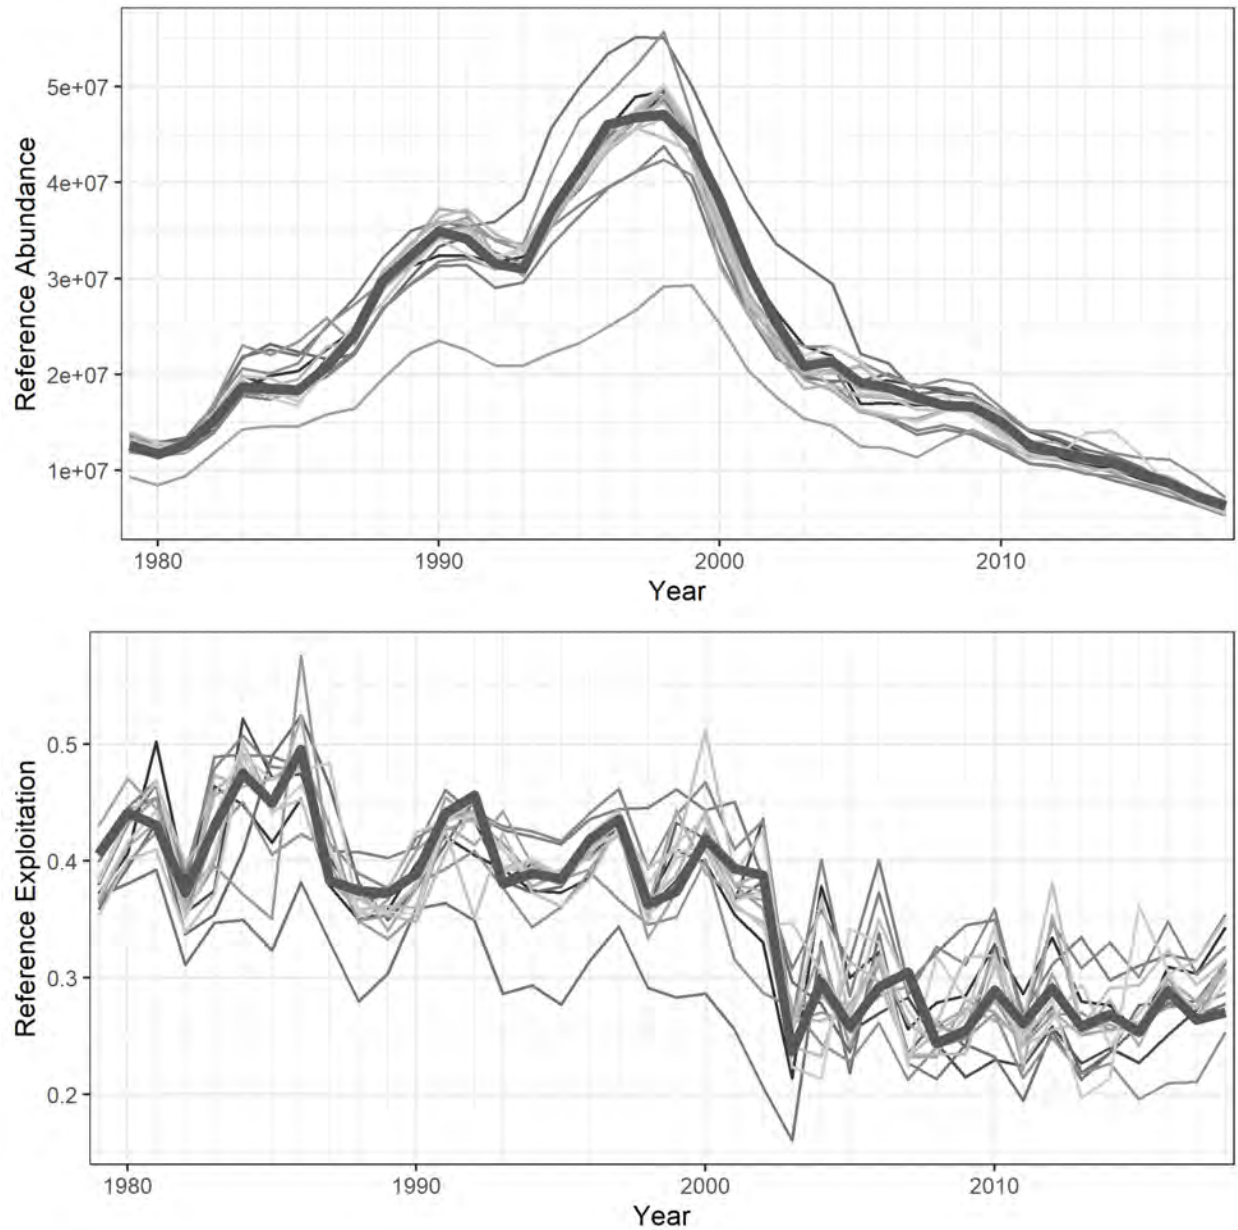 Reference Abundance
5e+07
4e+07
3e+07
2e+07
1e+07
1980
1990
2000
2010
Year
Reference Exploitation
0.5
0.4
0.3
0.2
1980
1990
2000
2010
Year